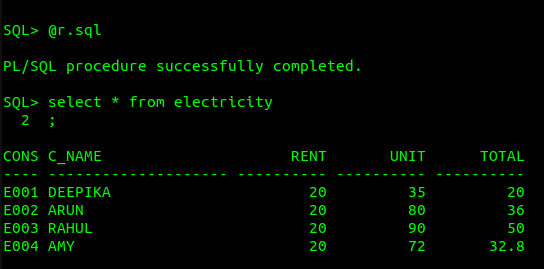 SQL> @r.sql
PL/SQL procedure successfully completed.
SQL> select * from electricity
  2  ;
CONS C_NAME                     RENT       UNIT      TOTAL
---- -------------------- ---------- ---------- ----------
E001 DEEPIKA                      20         35         20
E002 ARUN                         20         80         36
E003 RAHUL                        20         90         50
E004 AMY                          20         72       32.8